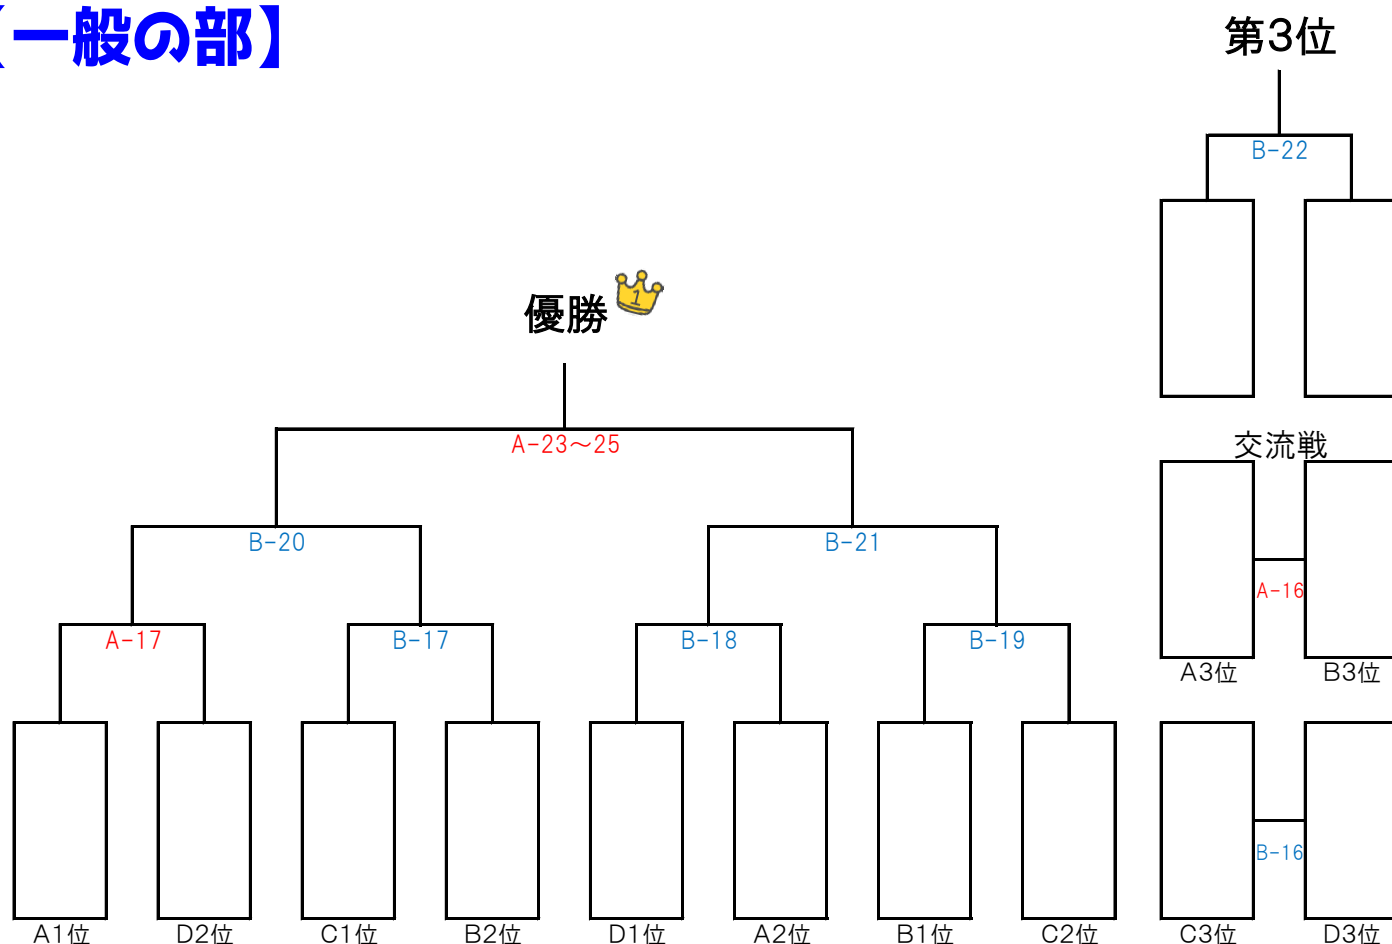 【一般の部】
第3位
B-22
優勝
1
A-23～25
交流戦
B-20
B-21
A-16
A-17
B-17
B-18
B-19
A3位
B3位
B-16
A1位
D2位
C1位
B2位
D1位
A2位
B1位
C2位
C3位
D3位